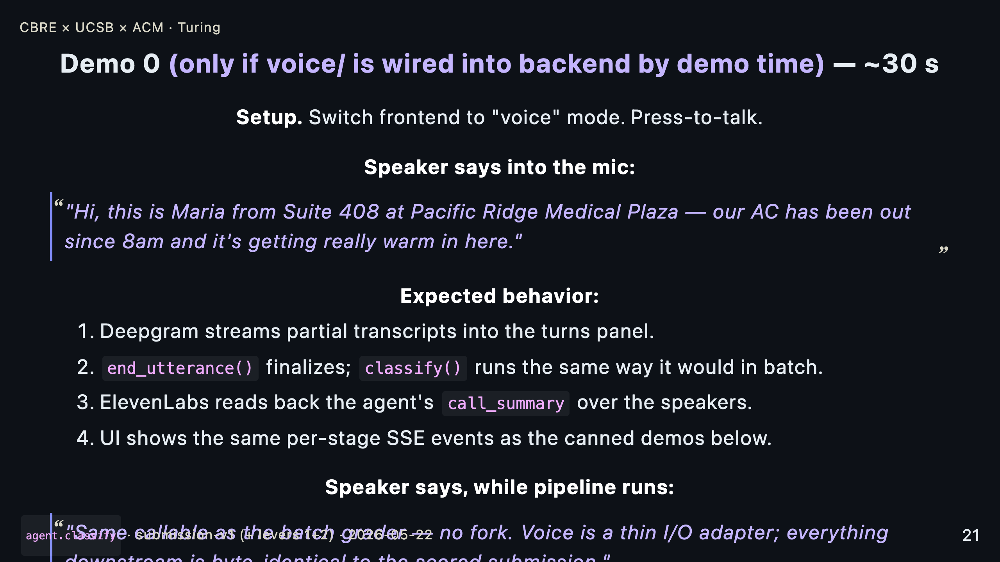 CBRE × UCSB × ACM · Turing
Demo 0 (only if voice/ is wired into backend by demo time) — ~30 s
Setup. Switch frontend to "voice" mode. Press-to-talk.
Speaker says into the mic:
“"Hi, this is Maria from Suite 408 at Pacific Ridge Medical Plaza — our AC has been out
since 8am and it's getting really warm in here."”
Expected behavior:
1. Deepgram streams partial transcripts into the turns panel.
2. end_utterance() finalizes; classify() runs the same way it would in batch.
3. ElevenLabs reads back the agent's call_summary over the speakers.
4. UI shows the same per-stage SSE events as the canned demos below.
Speaker says, while pipeline runs:
“"Same callable as the batch grader — no fork. Voice is a thin I/O adapter; everything
downstream is byte-identical to the scored submission."
agent.classify · submission-v1 (+ levers 1+2) · 2026-05-22
21